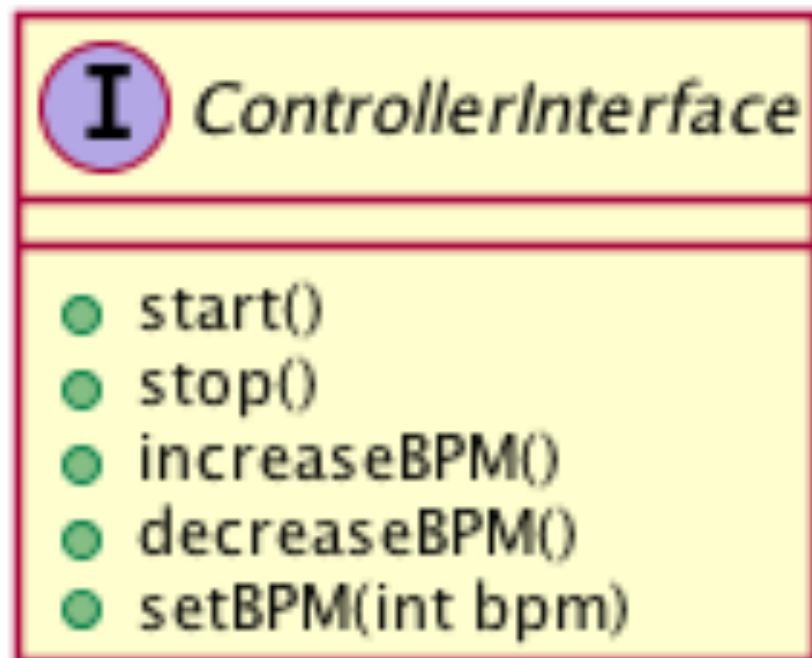 I ControllerInterface
start()
stop()
increaseBPM()
decreaseBPM()
setBPM(int bpm)